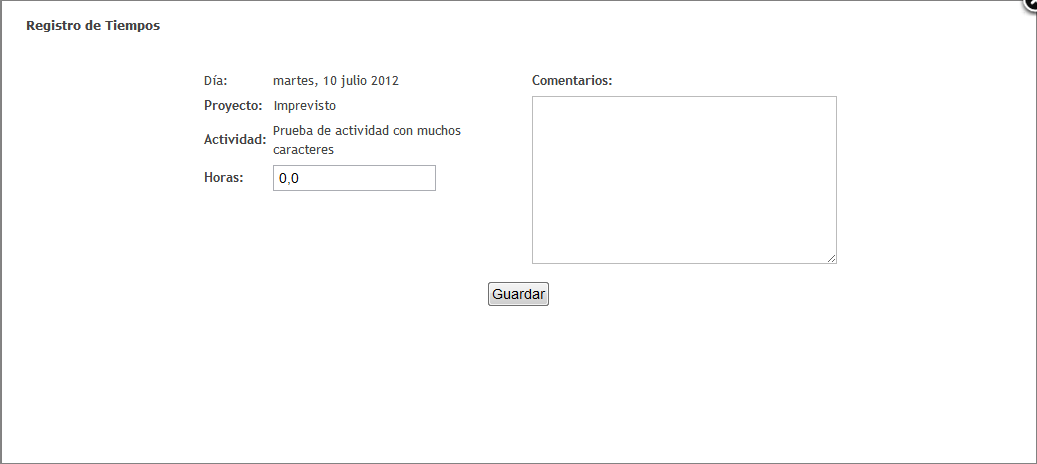 Registro de Tiempos
Día: martes, 10 julio 2012
Proyecto: Imprevisto
Actividad: Prueba de actividad con muchos
caracteres
Horas: 0,0
Comentarios:
Guardar